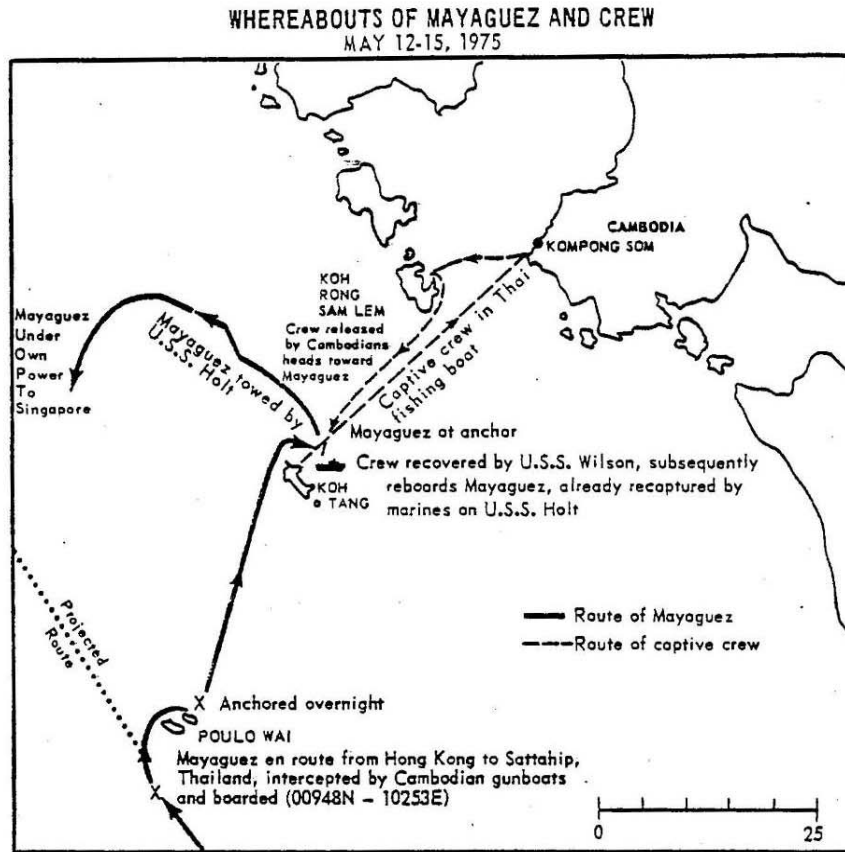 WHEREABOUTS OF MAYAGUEZ AND CREW
MAY 12-15, 1975
CAMBODIA
KOMPONG SOM
KOH
RONG
SAM LEM
Crew released
by Cambodians
heads toward
Mayaguez
Captive crew in Thai
fishing boat
Mayaguez
Under
Own
Power
To
Singapore
Mayaguez towed by
U.S.S. Holt
Mayaguez at anchor
Crew recovered by U.S.S. Wilson, subsequently
reboards Mayaguez, already recaptured by
marines on U.S.S. Holt
KOH
TANG
Projected
Route
Route of Mayaguez
Route of captive crew
X Anchored overnight
POULO WAI
Mayaguez en route from Hong Kong to Sattahip,
Thailand, intercepted by Cambodian gunboats
X and boarded (00948N - 10253E)
0 25